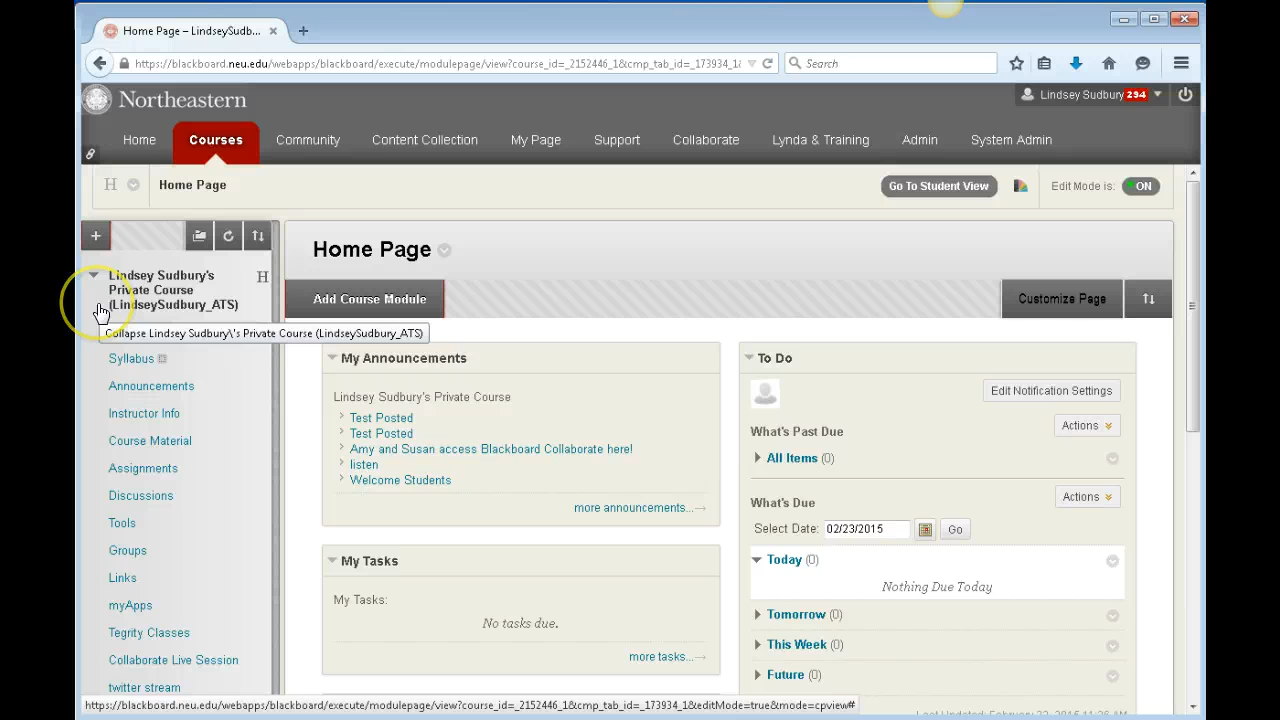 Home Page – LindseySudb...
https://blackboard.neu.edu/webapps/blackboard/execute/modulepage/view?course_id=_2152446_1&cmp_tab_id=_173934_1&
Search
Northeastern
Lindsey Sudbury 294
Home
Courses
Community
Content Collection
My Page
Support
Collaborate
Lynda & Training
Admin
System Admin
H
Home Page
Go To Student View
Edit Mode is:
ON
Lindsey Sudbury's
Private Course
(LindseySudbury_ATS)
H
Collapse Lindsey Sudbury\'s Private Course (LindseySudbury_ATS)
Syllabus
Announcements
Instructor Info
Course Material
Assignments
Discussions
Tools
Groups
Links
myApps
Tegrity Classes
Collaborate Live Session
twitter stream
Home Page
Add Course Module
Customize Page
My Announcements
Lindsey Sudbury's Private Course
Test Posted
Test Posted
Amy and Susan access Blackboard Collaborate here!
listen
Welcome Students
more announcements...
My Tasks
My Tasks:
No tasks due.
more tasks...
To Do
Edit Notification Settings
What's Past Due
Actions
All Items (0)
What's Due
Actions
Select Date: 02/23/2015
Go
Today (0)
Nothing Due Today
Tomorrow (0)
This Week (0)
Future (0)
https://blackboard.neu.edu/webapps/blackboard/execute/modulepage/view?course_id=_2152446_1&cmp_tab_id=_173934_1&editMode=true&mode=cpview#